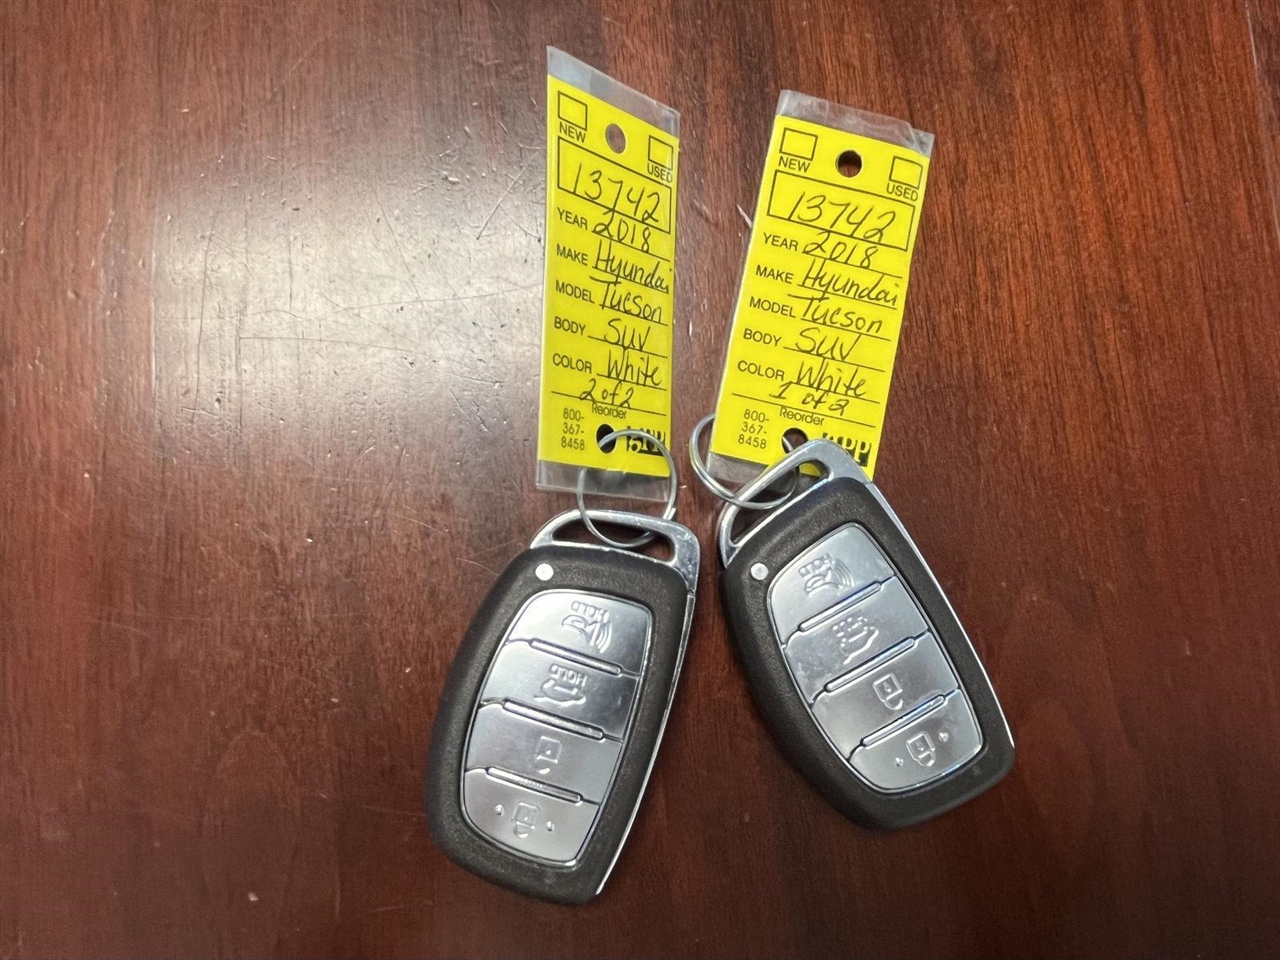 NEW
USED
13742
YEAR 2018
MAKE Hyundai
MODEL Tucson
BODY SUV
COLOR White
2 of 2
Reorder
800-
367-
8458
NEW
USED
13742
YEAR 2018
MAKE Hyundai
MODEL Tucson
BODY SUV
COLOR White
1 of 2
Reorder
800-
367-
8458
HOLD
HOLD
HOLD